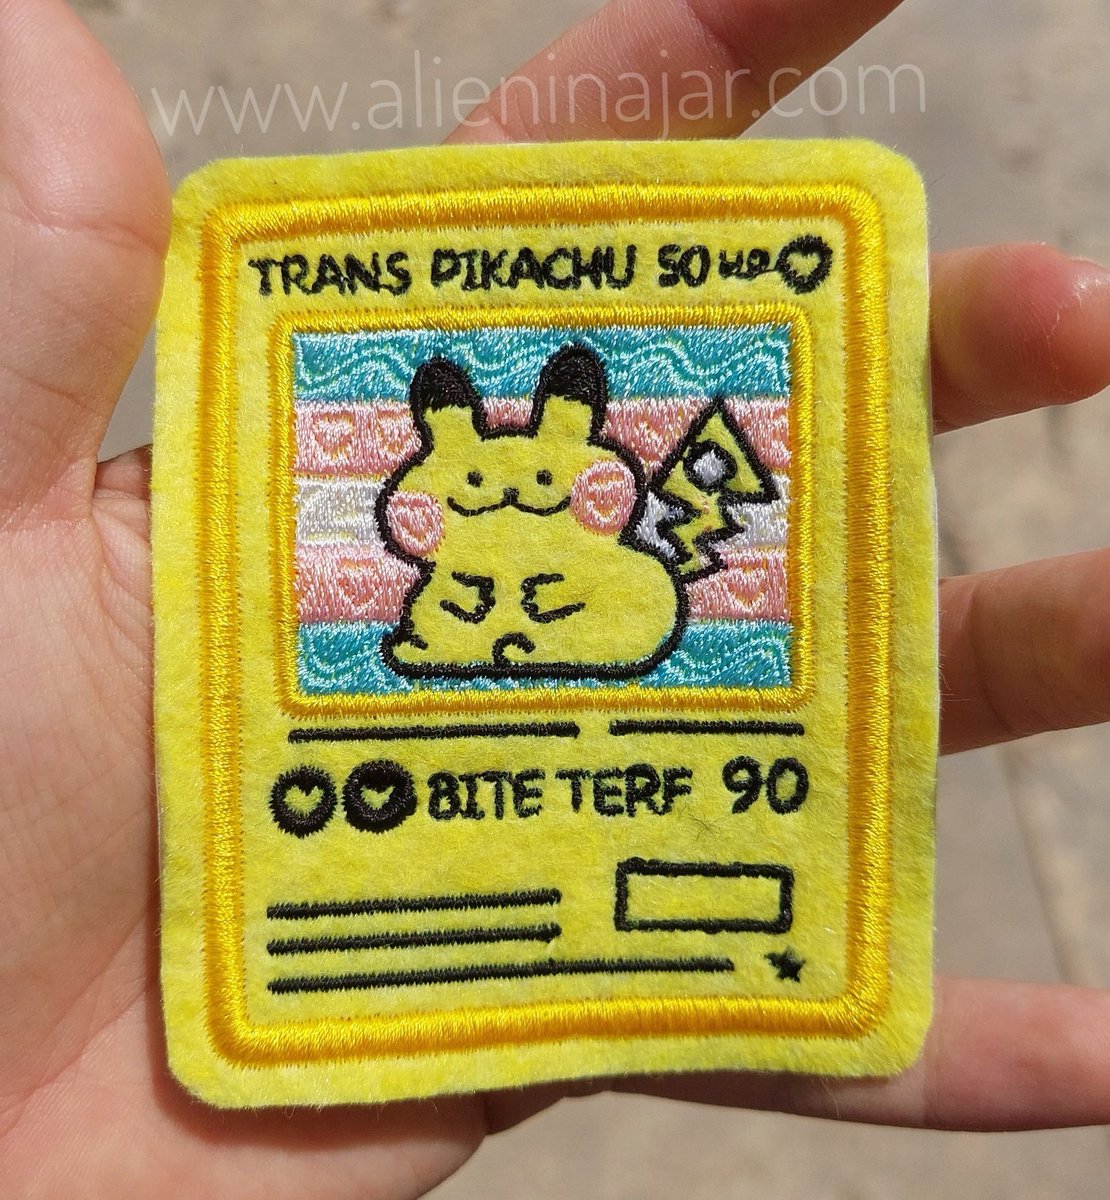 www.alieninajar.com
TRANS PIKACHU 50 HP
BITE TERF 90